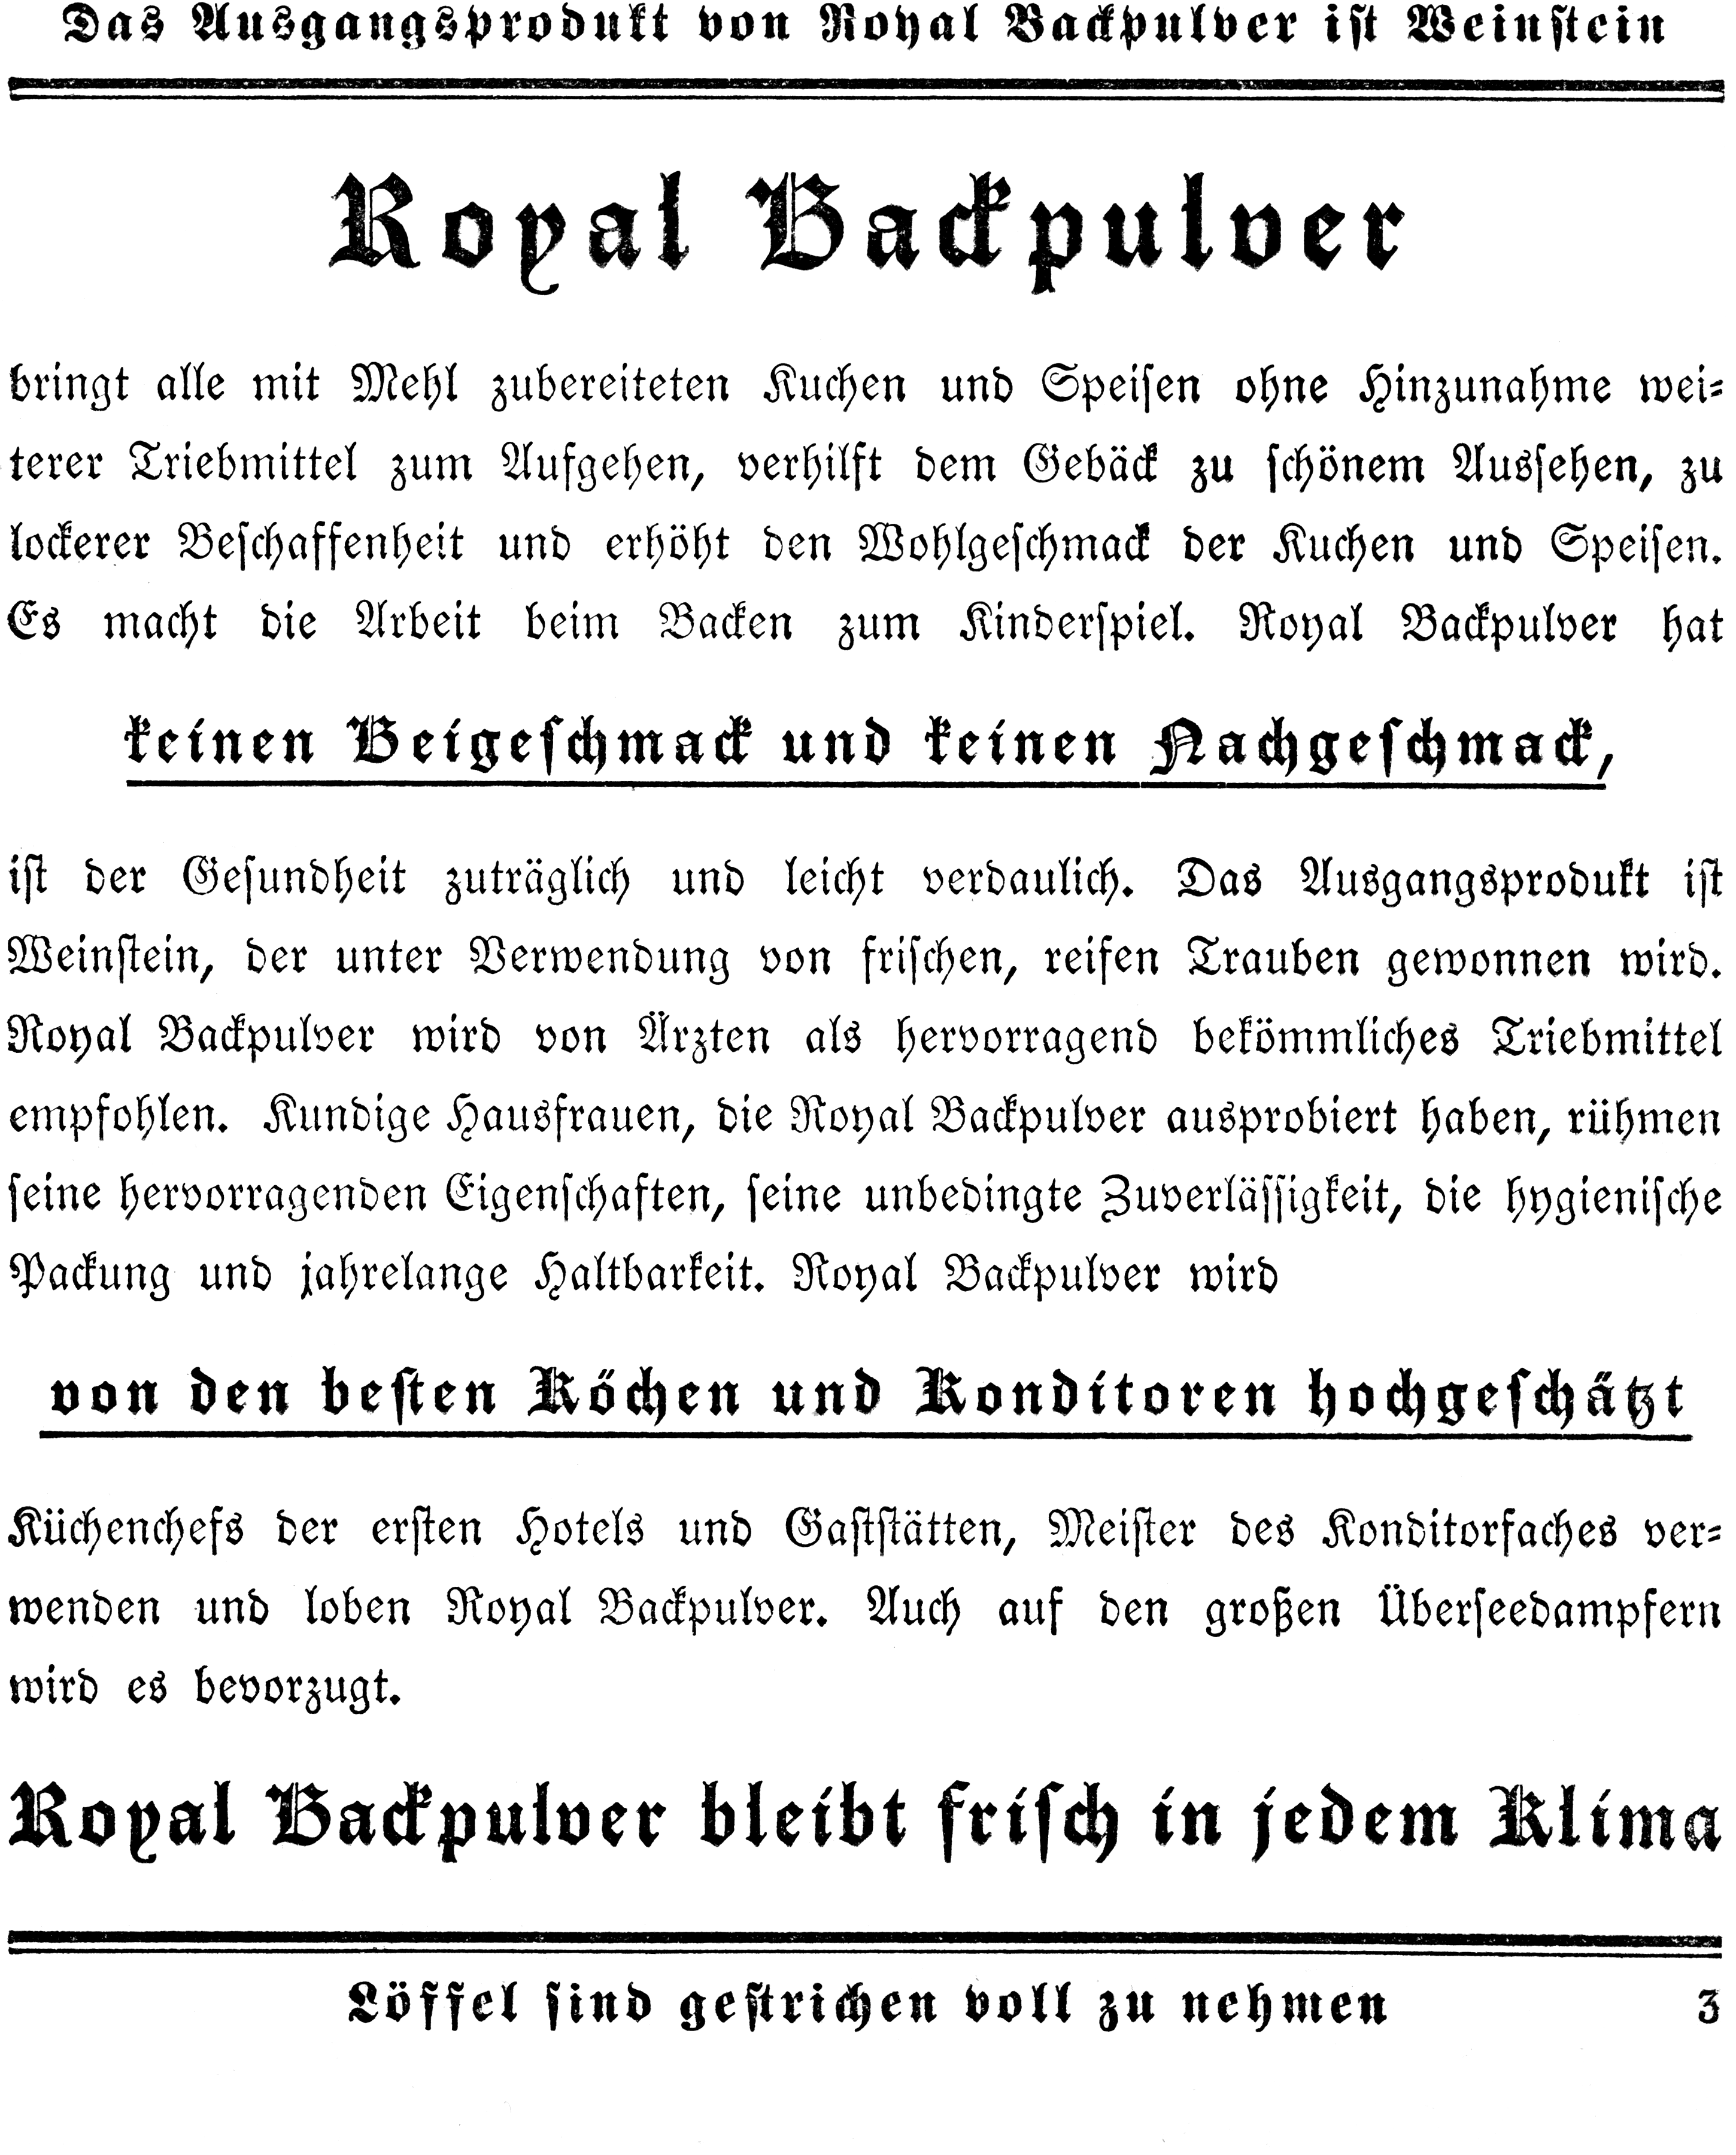 Das Ausgangsprodukt von Royal Backpulver ist Weinstein
Royal Backpulver
bringt alle mit Mehl zubereiteten Kuchen und Speisen ohne Hinzunahme wei-
terer Triebmittel zum Aufgehen, verhilft dem Gebäck zu schönem Aussehen, zu
lockerer Beschaffenheit und erhöht den Wohlgeschmack der Kuchen und Speisen.
Es macht die Arbeit beim Backen zum Kinderspiel. Royal Backpulver hat
keinen Beigeschmack und keinen Nachgeschmack,
ist der Gesundheit zuträglich und leicht verdaulich. Das Ausgangsprodukt ist
Weinstein, der unter Verwendung von frischen, reifen Trauben gewonnen wird.
Royal Backpulver wird von Ärzten als hervorragend bekömmliches Triebmittel
empfohlen. Kundige Hausfrauen, die Royal Backpulver ausprobiert haben, rühmen
seine hervorragenden Eigenschaften, seine unbedingte Zuverlässigkeit, die hygienische
Packung und jahrelange Haltbarkeit. Royal Backpulver wird
von den besten Köchen und Konditoren hochgeschätzt
Küchenchefs der ersten Hotels und Gaststätten, Meister des Konditorfaches ver-
wenden und loben Royal Backpulver. Auch auf den großen Überseedampfern
wird es bevorzugt.
Royal Backpulver bleibt frisch in jedem Klima
Löffel sind gestrichen voll zu nehmen 3